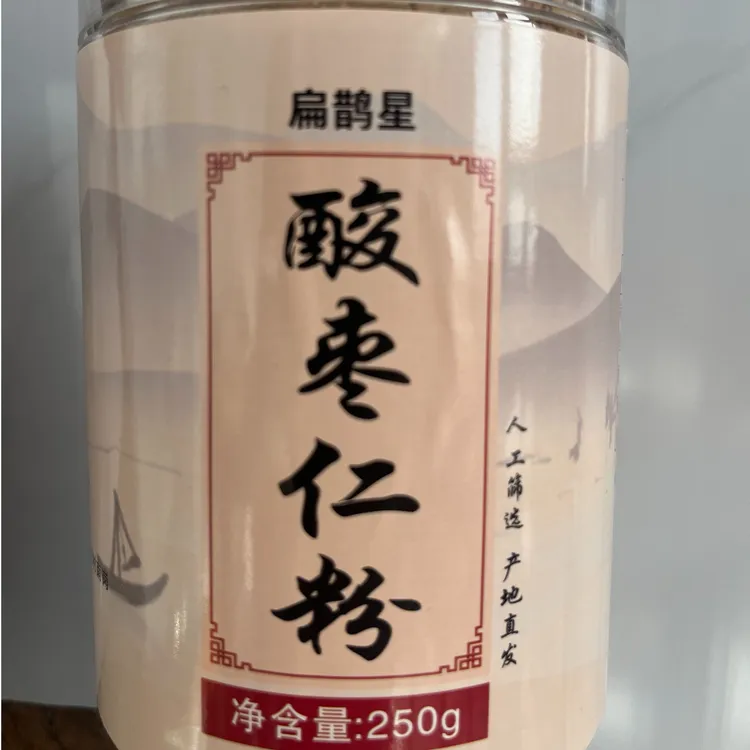 扁鹊星
酸枣仁粉
人工筛选 产地直发
净含量:250g